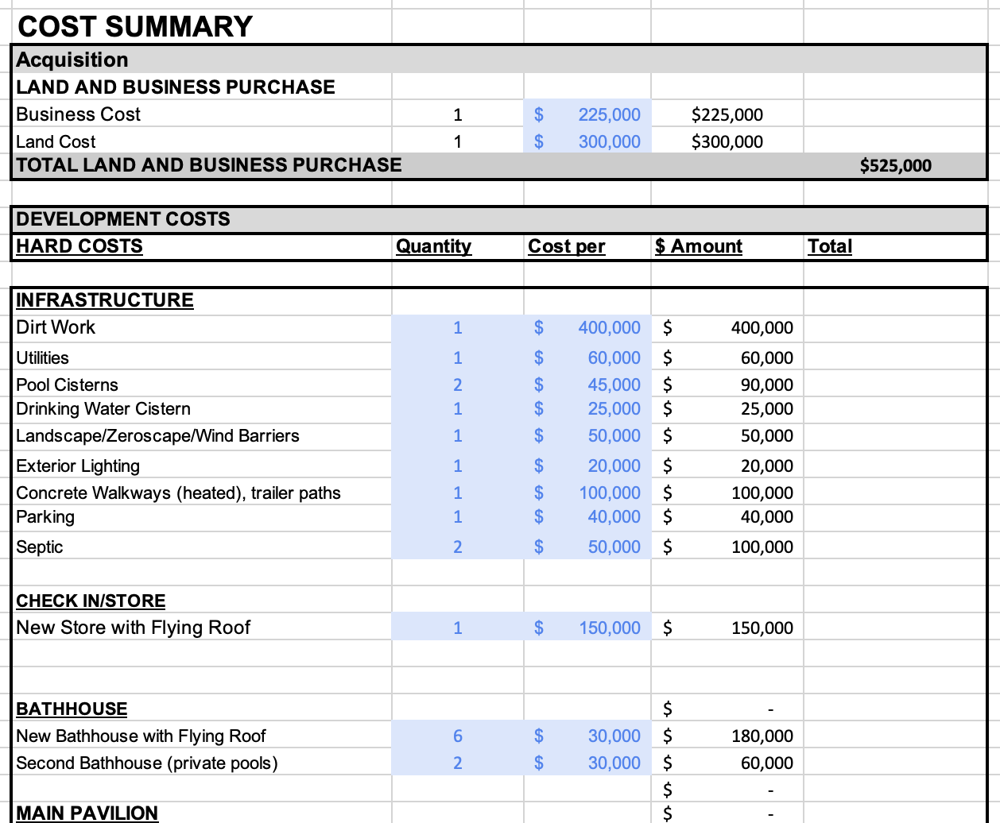 COST SUMMARY
Acquisition
LAND AND BUSINESS PURCHASE
Business Cost 1 $ 225,000 $225,000
Land Cost 1 $ 300,000 $300,000
TOTAL LAND AND BUSINESS PURCHASE $525,000
DEVELOPMENT COSTS
HARD COSTS Quantity Cost per $ Amount Total
INFRASTRUCTURE
Dirt Work 1 $ 400,000 $ 400,000
Utilities 1 $ 60,000 $ 60,000
Pool Cisterns 2 $ 45,000 $ 90,000
Drinking Water Cistern 1 $ 25,000 $ 25,000
Landscape/Zeroscape/Wind Barriers 1 $ 50,000 $ 50,000
Exterior Lighting 1 $ 20,000 $ 20,000
Concrete Walkways (heated), trailer paths 1 $ 100,000 $ 100,000
Parking 1 $ 40,000 $ 40,000
Septic 2 $ 50,000 $ 100,000
CHECK IN/STORE
New Store with Flying Roof 1 $ 150,000 $ 150,000
BATHHOUSE $ -
New Bathhouse with Flying Roof 6 $ 30,000 $ 180,000
Second Bathhouse (private pools) 2 $ 30,000 $ 60,000
$ -
MAIN PAVILION $ -